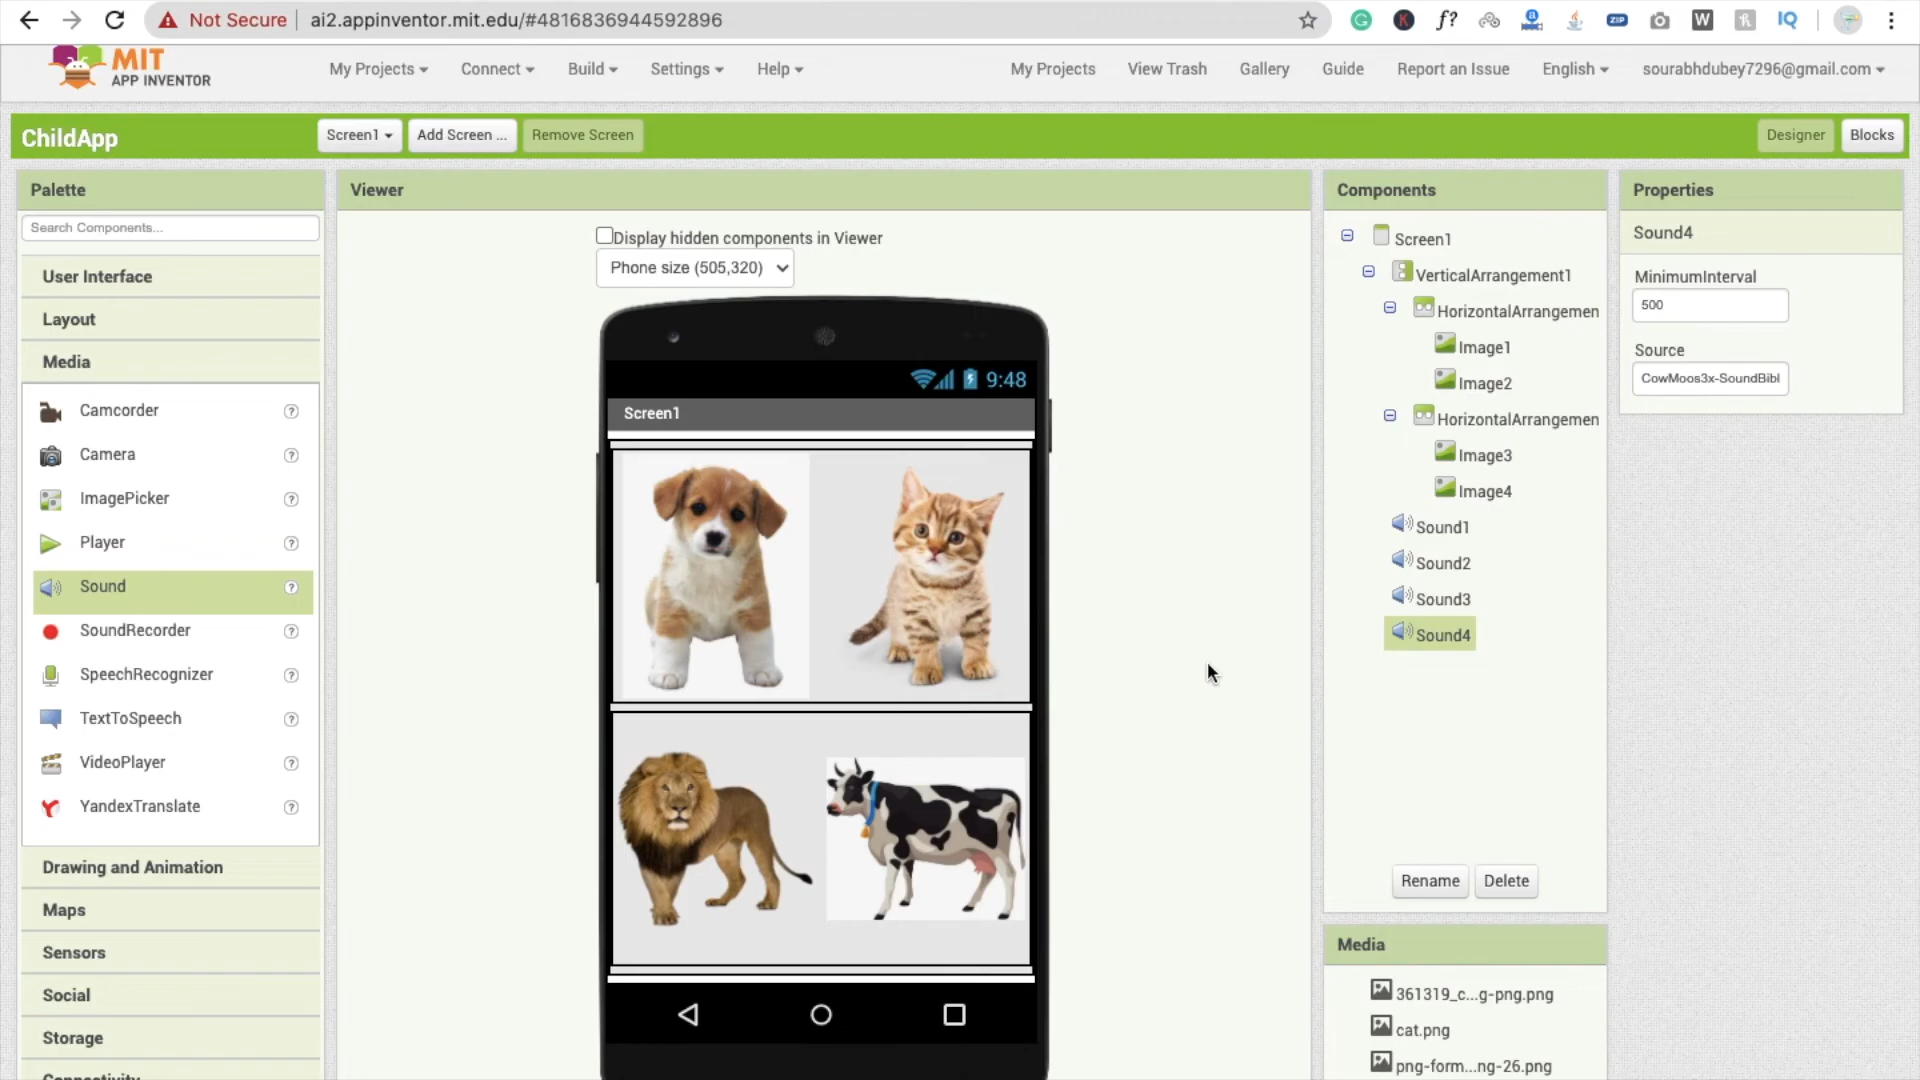 Not Secure ai2.appinventor.mit.edu/#4816836944592896
MIT APP INVENTOR
My Projects Connect Build Settings Help My Projects View Trash Gallery Guide Report an Issue English sourabhdubey7296@gmail.com
ChildApp Screen1 Add Screen ... Remove Screen Designer Blocks
Palette
Search Components...
User Interface
Layout
Media
Camcorder ?
Camera ?
ImagePicker ?
Player ?
Sound ?
SoundRecorder ?
SpeechRecognizer ?
TextToSpeech ?
VideoPlayer ?
YandexTranslate ?
Drawing and Animation
Maps
Sensors
Social
Storage
Connectivity
Viewer
Display hidden components in Viewer
Phone size (505,320)
9:48
Screen1
Components
Screen1
VerticalArrangement1
HorizontalArrangemen
Image1
Image2
HorizontalArrangemen
Image3
Image4
Sound1
Sound2
Sound3
Sound4
Rename Delete
Media
361319_c...g-png.png
cat.png
png-form...ng-26.png
Properties
Sound4
MinimumInterval
500
Source
CowMoos3x-SoundBibl